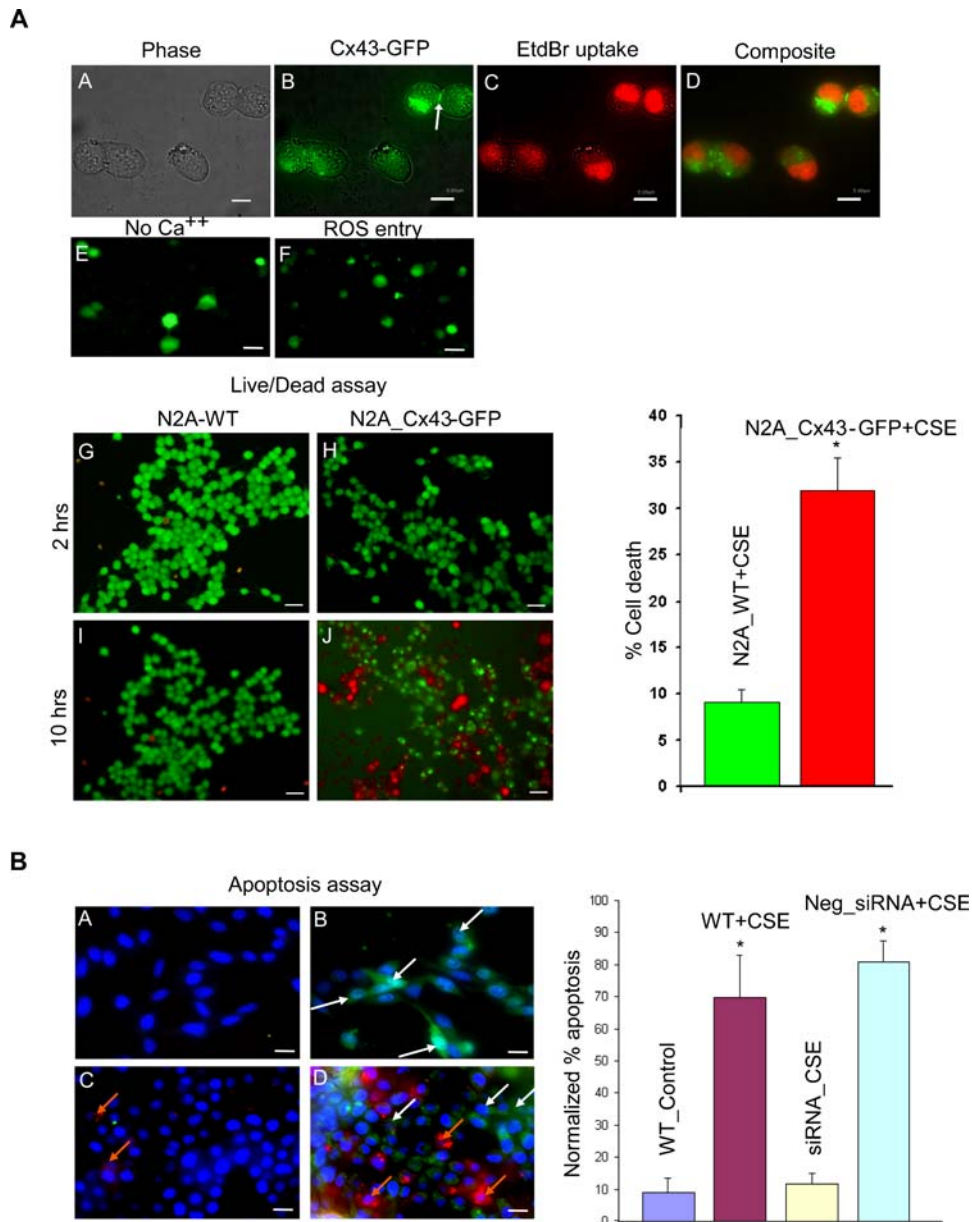 A
Phase
Cx43-GFP
EtdBr uptake
Composite
A
B
C
D
No Ca++
ROS entry
E
F
Live/Dead assay
N2A-WT
N2A_Cx43-GFP
G
H
2 hrs
I
J
10 hrs
40
35
30
25
20
15
10
5
0
% Cell death
N2A_WT+CSE
N2A_Cx43-GFP+CSE
*
B
Apoptosis assay
A
B
C
D
100
90
80
70
60
50
40
30
20
10
0
Normalized % apoptosis
WT_Control
WT+CSE
*
siRNA_CSE
Neg_siRNA+CSE
*